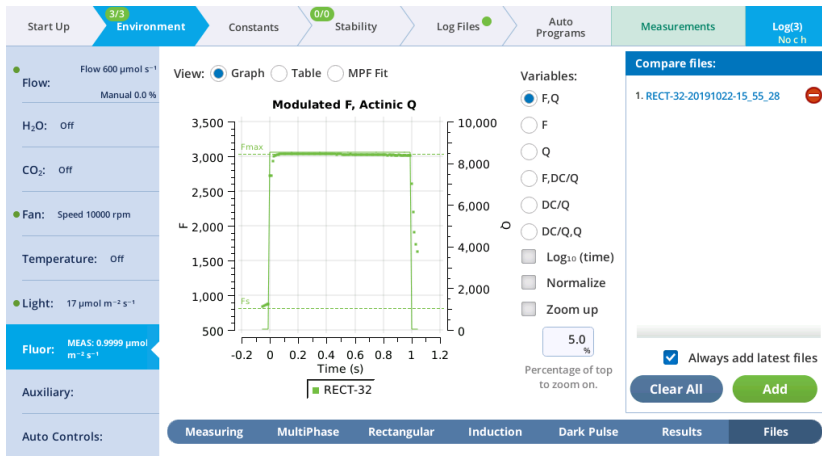 Start Up
3/3
Environment
Constants
0/0
Stability
Log Files
Auto
Programs
Measurements
Log(3)
No c h
Flow 600 µmol s⁻¹
Flow:
Manual 0.0 %
H₂O: Off
CO₂: Off
Fan: Speed 10000 rpm
Temperature: Off
Light: 17 µmol m⁻² s⁻¹
Fluor: MEAS: 0.9999 µmol
m⁻² s⁻¹
Auxiliary:
Auto Controls:
View: Graph Table MPF Fit
Modulated F, Actinic Q
3,500
3,000
2,500
2,000
1,500
1,000
500
F
Fmax
Fs
10,000
8,000
6,000
4,000
2,000
0
Q
-0.2 0 0.2 0.4 0.6 0.8 1 1.2
Time (s)
RECT-32
Variables:
F,Q
F
Q
F,DC/Q
DC/Q
DC/Q,Q
Log₁₀ (time)
Normalize
Zoom up
5.0
%
Percentage of top
to zoom on.
Compare files:
1. RECT-32-20191022-15_55_28
Always add latest files
Clear All
Add
Measuring
MultiPhase
Rectangular
Induction
Dark Pulse
Results
Files